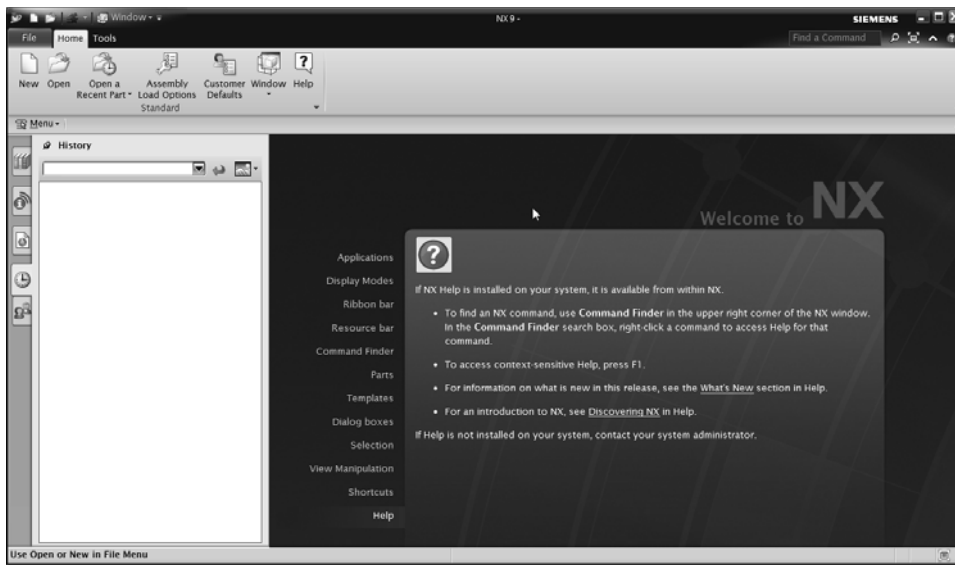 Window
NX 9 -
SIEMENS
File
Home
Tools
Find a Command
New
Open
Open a
Recent Part
Assembly
Load Options
Customer
Defaults
Window
Help
Standard
Menu
History
Welcome to NX
Applications
Display Modes
Ribbon bar
Resource bar
Command Finder
Parts
Templates
Dialog boxes
Selection
View Manipulation
Shortcuts
Help
If NX Help is installed on your system, it is available from within NX.
• To find an NX command, use Command Finder in the upper right corner of the NX window.
In the Command Finder search box, right-click a command to access Help for that
command.
• To access context-sensitive Help, press F1.
• For information on what is new in this release, see the What's New section in Help.
• For an introduction to NX, see Discovering NX in Help.
If Help is not installed on your system, contact your system administrator.
Use Open or New in File Menu